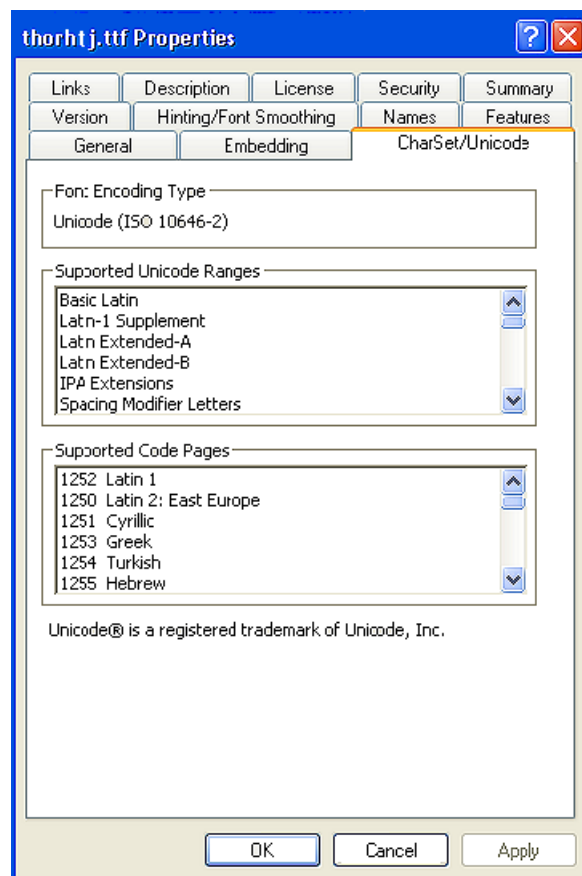 thorhtj.ttf Properties
Links Description License Security Summary
Version Hinting/Font Smoothing Names Features
General Embedding CharSet/Unicode
Font Encoding Type
Unicode (ISO 10646-2)
Supported Unicode Ranges
Basic Latin
Latin-1 Supplement
Latin Extended-A
Latin Extended-B
IPA Extensions
Spacing Modifier Letters
Supported Code Pages
1252 Latin 1
1250 Latin 2: East Europe
1251 Cyrillic
1253 Greek
1254 Turkish
1255 Hebrew
Unicode® is a registered trademark of Unicode, Inc.
OK Cancel Apply